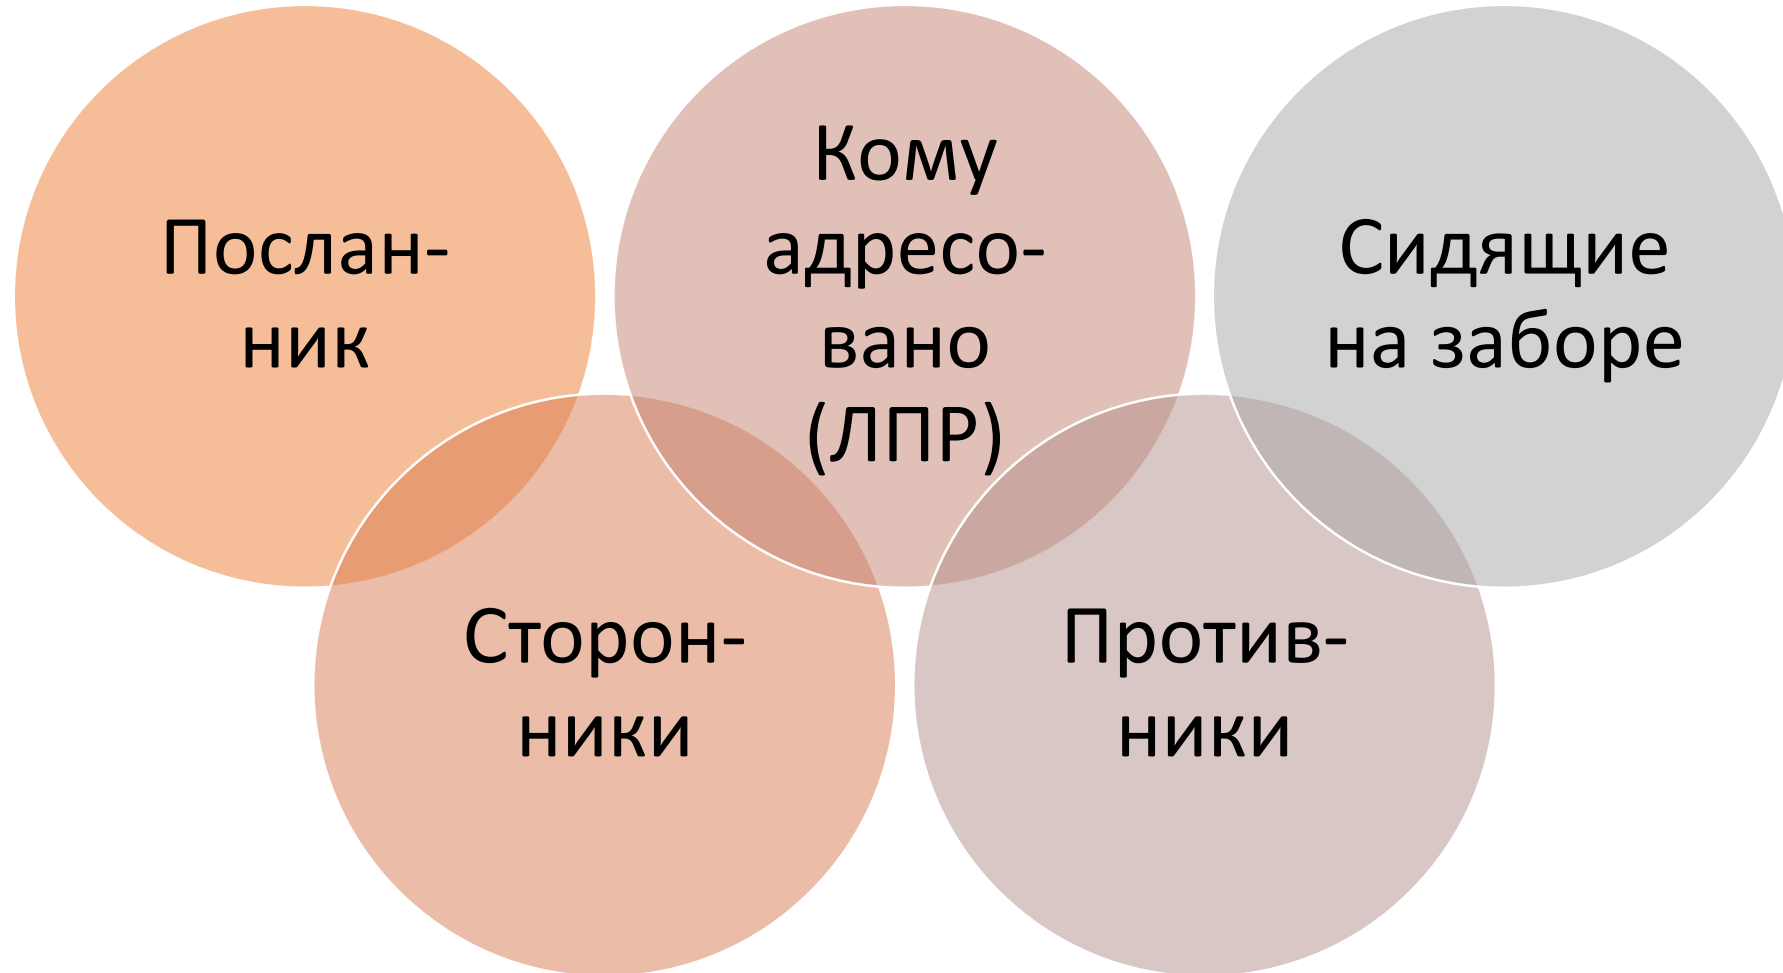 Послан-
ник
Кому
адресо-
вано
(ЛПР)
Сидящие
на заборе
Сторон-
ники
Против-
ники